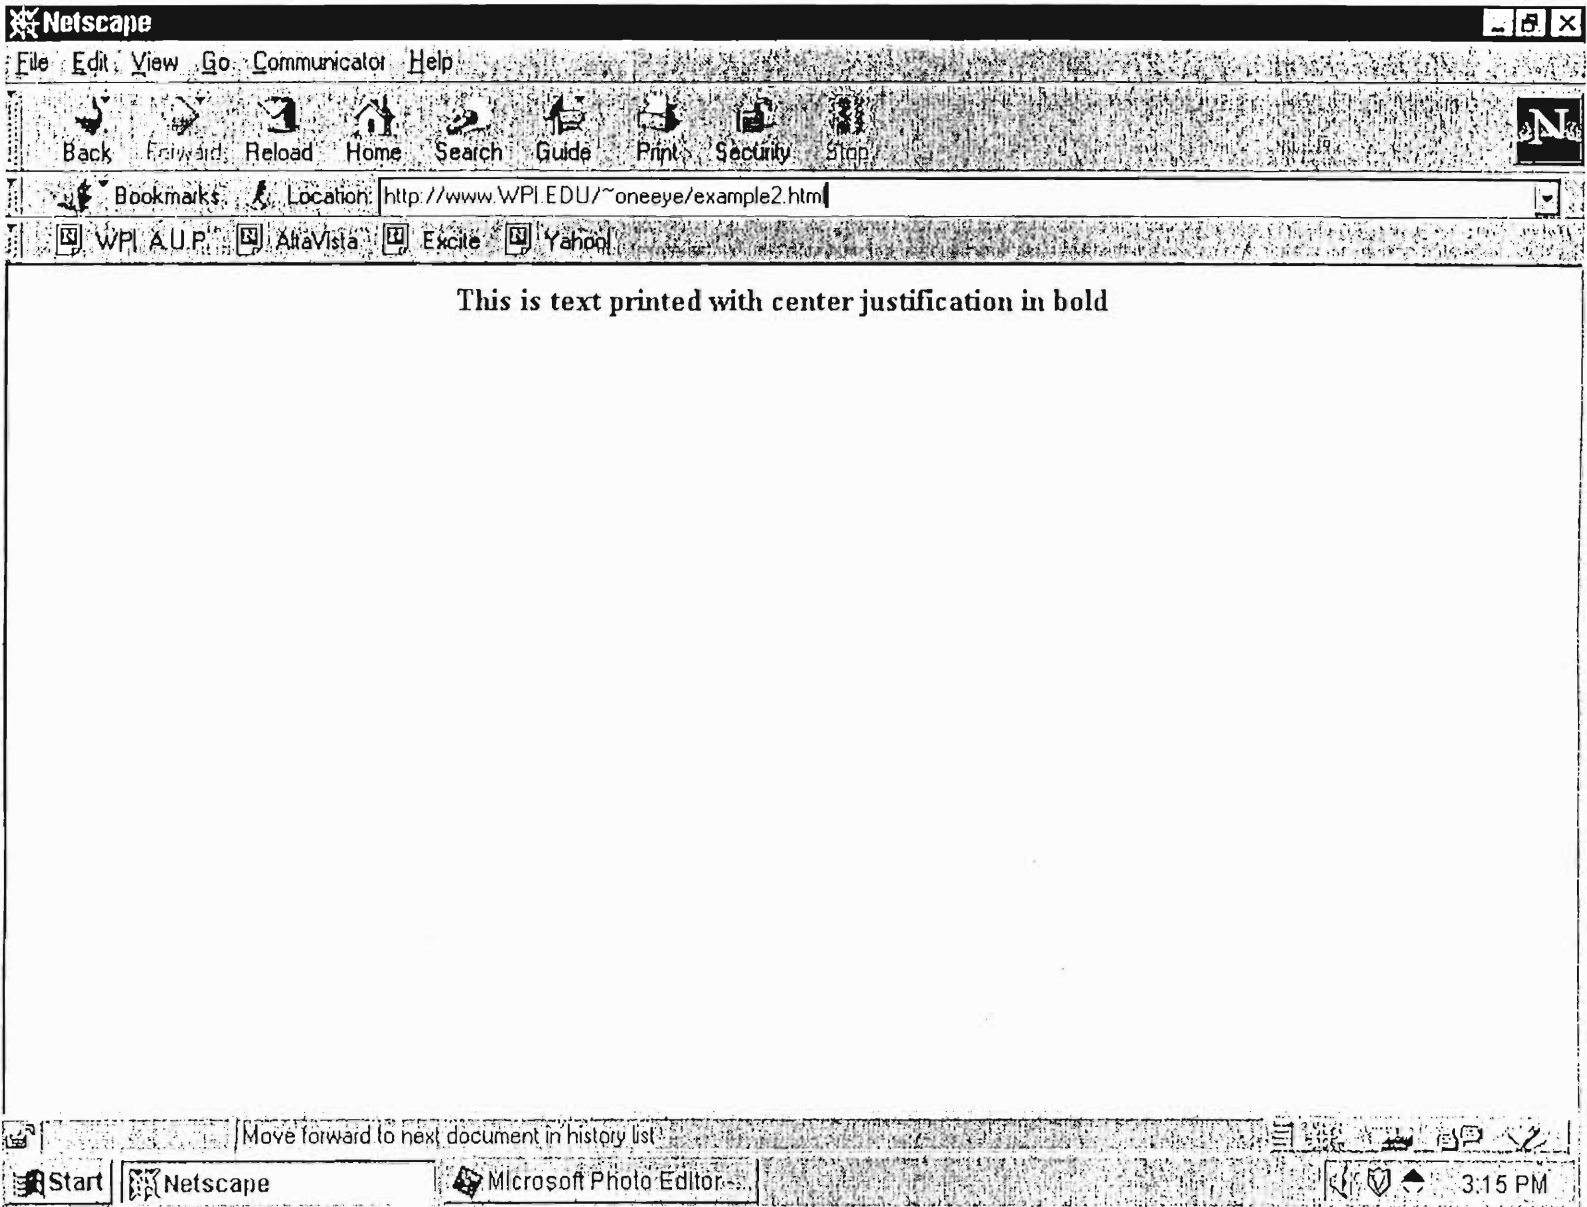 Netscape
File Edit View Go Communicator Help
N
Back Forward Reload Home Search Guide Print Security Stop
Bookmarks Location: http://www.WPI.EDU/~oneeye/example2.html
WPI A.U.P. AltaVista Excite Yahoo!
This is text printed with center justification in bold
Move forward to next document in history list
Start Netscape Microsoft Photo Editor... 3:15 PM